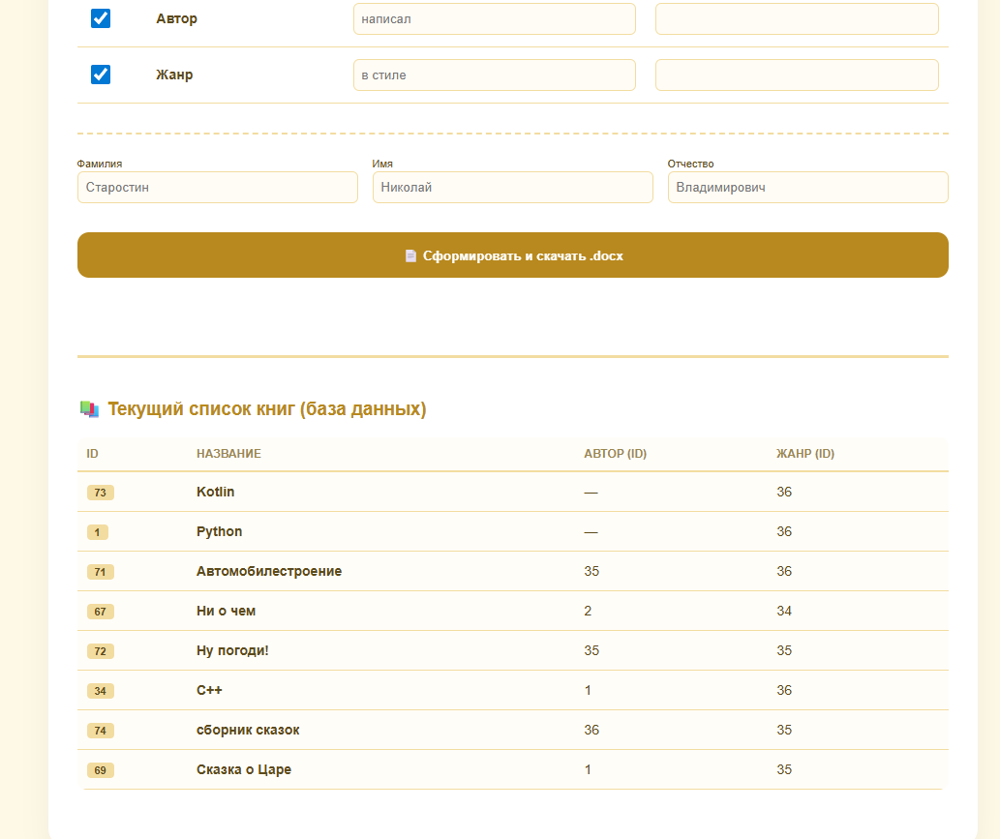 Автор написал
Жанр в стиле
Фамилия Имя Отчество
Старостин Николай Владимирович
Сформировать и скачать .docx
Текущий список книг (база данных)
ID НАЗВАНИЕ АВТОР (ID) ЖАНР (ID)
73 Kotlin — 36
1 Python — 36
71 Автомобилестроение 35 36
67 Ни о чем 2 34
72 Ну погоди! 35 35
34 С++ 1 36
74 сборник сказок 36 35
69 Сказка о Царе 1 35